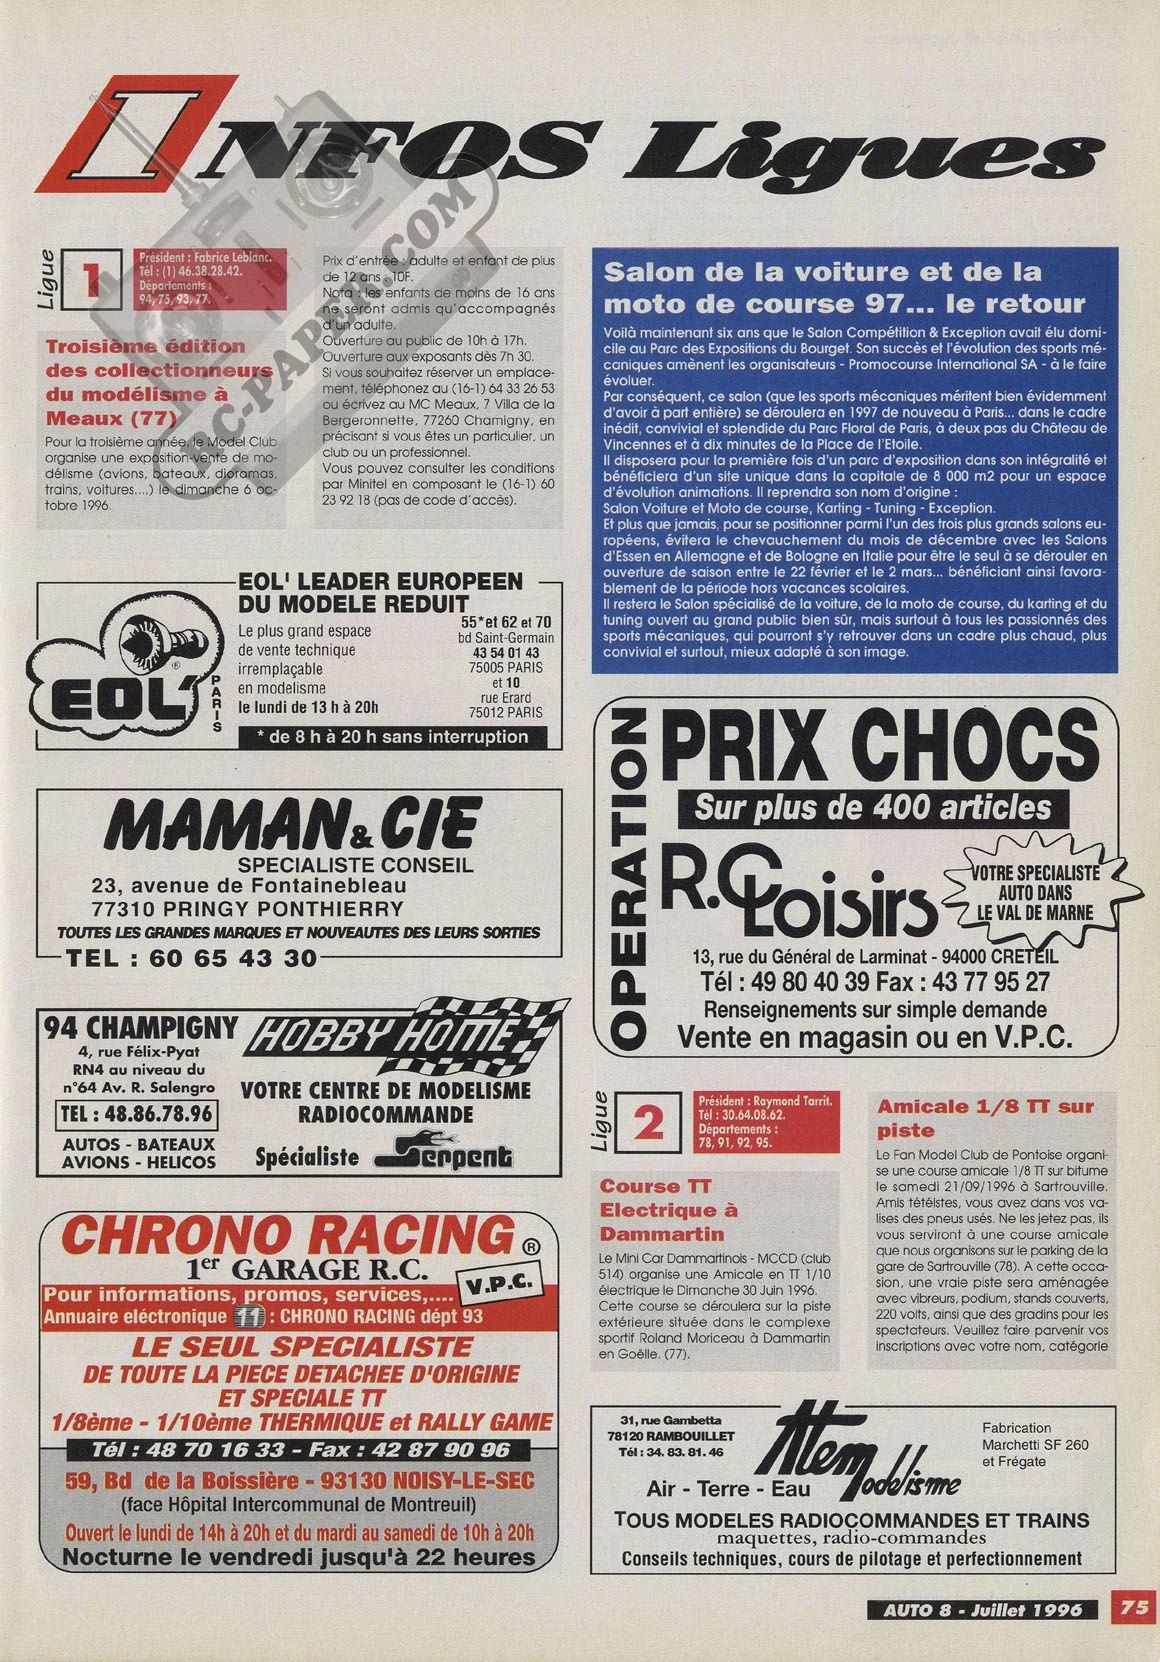 INFOS Ligues
Ligue
1
Président : Fabrice Leblanc.
Tél : (1) 46.38.28.42.
Départements :
94, 75, 93, 77.
Troisième édition
des collectionneurs
du modélisme à
Meaux (77)
Pour la troisième année, le Model Club
organise une exposition-vente de mo-
délisme (avions, bateaux, dioramas,
trains, voitures....) le dimanche 6 oc-
tobre 1996.
Prix d'entrée : adulte et enfant de plus
de 12 ans : 10F.
Nota : les enfants de moins de 16 ans
ne seront admis qu'accompagnés
d'un adulte.
Ouverture au public de 10h à 17h.
Ouverture aux exposants dès 7h 30.
Si vous souhaitez réserver un emplace-
ment, téléphonez au (16-1) 64 33 26 53
ou écrivez au MC Meaux, 7 Villa de la
Bergeronnette, 77260 Chamigny, en
précisant si vous êtes un particulier, un
club ou un professionnel.
Vous pouvez consulter les conditions
par Minitel en composant le (16-1) 60
23 92 18 (pas de code d'accès).
RC-PAPER.COM
Salon de la voiture et de la
moto de course 97... le retour
Voilà maintenant six ans que le Salon Compétition & Exception avait élu domi-
cile au Parc des Expositions du Bourget. Son succès et l'évolution des sports mé-
caniques amènent les organisateurs - Promocourse International SA - à le faire
évoluer.
Par conséquent, ce salon (que les sports mécaniques méritent bien évidemment
d'avoir à part entière) se déroulera en 1997 de nouveau à Paris... dans le cadre
inédit, convivial et splendide du Parc Floral de Paris, à deux pas du Château de
Vincennes et à dix minutes de la Place de l'Etoile.
Il disposera pour la première fois d'un parc d'exposition dans son intégralité et
bénéficiera d'un site unique dans la capitale de 8 000 m2 pour un espace
d'évolution animations. Il reprendra son nom d'origine :
Salon Voiture et Moto de course, Karting - Tuning - Exception.
Et plus que jamais, pour se positionner parmi l'un des trois plus grands salons eu-
ropéens, évitera le chevauchement du mois de décembre avec les Salons
d'Essen en Allemagne et de Bologne en Italie pour être le seul à se dérouler en
ouverture de saison entre le 22 février et le 2 mars... bénéficiant ainsi favora-
blement de la période hors vacances scolaires.
Il restera le Salon spécialisé de la voiture, de la moto de course, du karting et du
tuning ouvert au grand public bien sûr, mais surtout à tous les passionnés des
sports mécaniques, qui pourront s'y retrouver dans un cadre plus chaud, plus
convivial et surtout, mieux adapté à son image.
EOL'
®
PARIS
EOL' LEADER EUROPEEN
DU MODELE REDUIT
Le plus grand espace
de vente technique
irremplaçable
en modelisme
le lundi de 13 h à 20h
55*et 62 et 70
bd Saint-Germain
43 54 01 43
75005 PARIS
et 10
rue Erard
75012 PARIS
* de 8 h à 20 h sans interruption
MAMAN & CIE
SPECIALISTE CONSEIL
23, avenue de Fontainebleau
77310 PRINGY PONTHIERRY
TOUTES LES GRANDES MARQUES ET NOUVEAUTES DES LEURS SORTIES
TEL : 60 65 43 30
94 CHAMPIGNY
4, rue Félix-Pyat
RN4 au niveau du
n°64 Av. R. Salengro
TEL : 48.86.78.96
AUTOS - BATEAUX
AVIONS - HELICOS
HOBBY HOME
VOTRE CENTRE DE MODELISME
RADIOCOMMANDE
Spécialiste Serpent
CHRONO RACING ®
1er GARAGE R.C.
V.P.C.
Pour informations, promos, services,....
Annuaire eléctronique 11 : CHRONO RACING dépt 93
LE SEUL SPECIALISTE
DE TOUTE LA PIECE DETACHEE D'ORIGINE
ET SPECIALE TT
1/8ème - 1/10ème THERMIQUE et RALLY GAME
Tél : 48 70 16 33 - Fax : 42 87 90 96
59, Bd de la Boissière - 93130 NOISY-LE-SEC
(face Hôpital Intercommunal de Montreuil)
Ouvert le lundi de 14h à 20h et du mardi au samedi de 10h à 20h
Nocturne le vendredi jusqu'à 22 heures
OPERATION
PRIX CHOCS
Sur plus de 400 articles
R.C Loisirs
VOTRE SPECIALISTE
AUTO DANS
LE VAL DE MARNE
13, rue du Général de Larminat - 94000 CRETEIL
Tél : 49 80 40 39 Fax : 43 77 95 27
Renseignements sur simple demande
Vente en magasin ou en V.P.C.
Ligue
2
Président : Raymond Tarrit.
Tél : 30.64.08.62.
Départements :
78, 91, 92, 95.
Course TT
Electrique à
Dammartin
Le Mini Car Dammartinois - MCCD (club
514) organise une Amicale en TT 1/10
électrique le Dimanche 30 Juin 1996.
Cette course se déroulera sur la piste
extérieure située dans le complexe
sportif Roland Moriceau à Dammartin
en Goëlle. (77).
Amicale 1/8 TT sur
piste
Le Fan Model Club de Pontoise organi-
se une course amicale 1/8 TT sur bitume
le samedi 21/09/1996 à Sartrouville.
Amis tétéistes, vous avez dans vos va-
lises des pneus usés. Ne les jetez pas, ils
vous serviront à une course amicale
que nous organisons sur le parking de la
gare de Sartrouville (78). A cette occa-
sion, une vraie piste sera aménagée
avec vibreurs, podium, stands couverts,
220 volts, ainsi que des gradins pour les
spectateurs. Veuillez faire parvenir vos
inscriptions avec votre nom, catégorie
31, rue Gambetta
78120 RAMBOUILLET
Tél : 34. 83. 81. 46
Atem Modélisme
Fabrication
Marchetti SF 260
et Frégate
Air - Terre - Eau
TOUS MODELES RADIOCOMMANDES ET TRAINS
maquettes, radio-commandes
Conseils techniques, cours de pilotage et perfectionnement
AUTO 8 - Juillet 1996 75